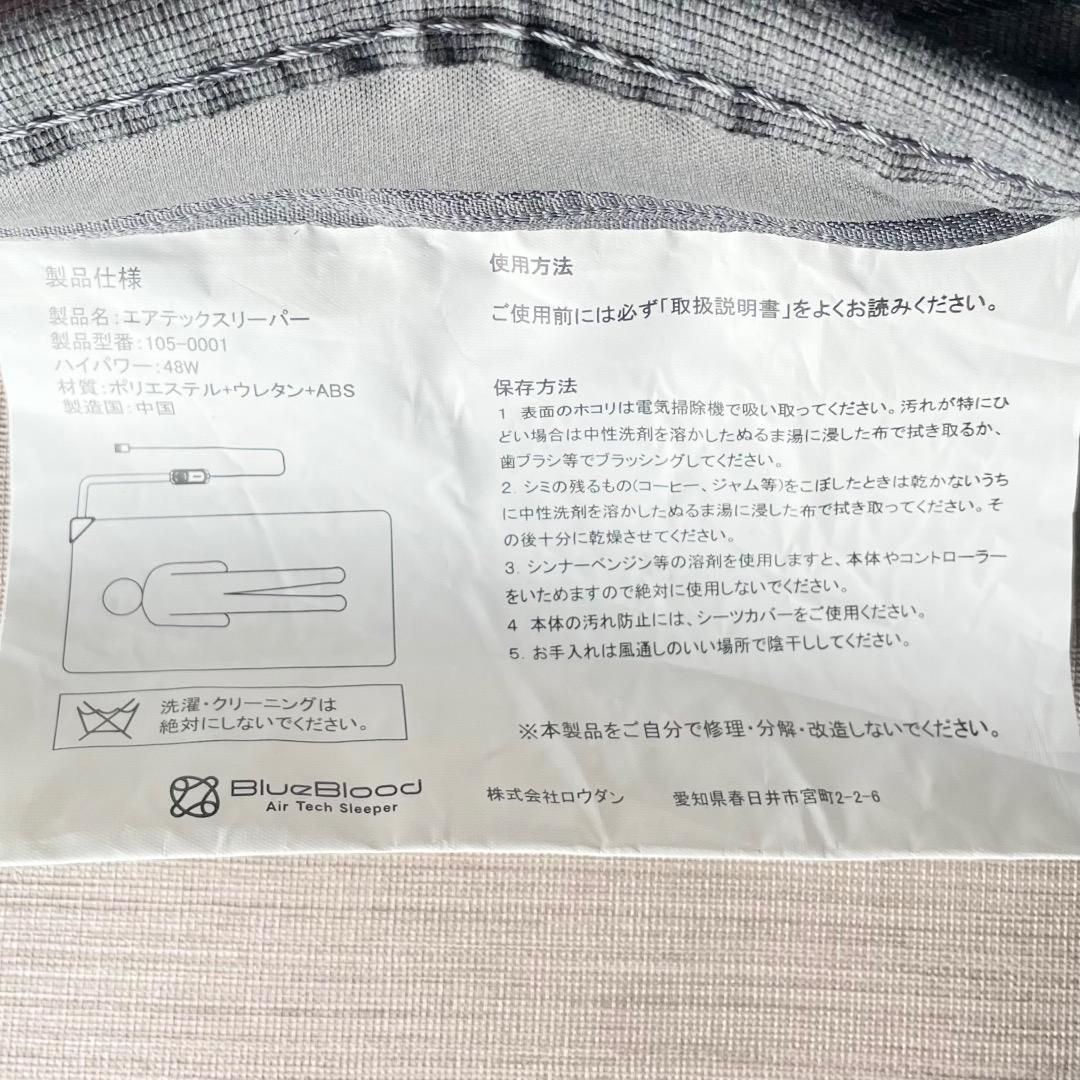 製品仕様
製品名:エアテックスリーパー
製品型番:105-0001
ハイパワー:48W
材質:ポリエステル+ウレタン+ABS
製造国:中国
洗濯・クリーニングは
絶対にしないでください。
BlueBlood
Air Tech Sleeper
使用方法
ご使用前には必ず「取扱説明書」をよくお読みください。
保存方法
1 表面のホコリは電気掃除機で吸い取ってください。汚れが特にひ
どい場合は中性洗剤を溶かしたぬるま湯に浸した布で拭き取るか、
歯ブラシ等でブラッシングしてください。
2. シミの残るもの(コーヒー、ジャム等)をこぼしたときは乾かないうち
に中性洗剤を溶かしたぬるま湯に浸した布で拭き取ってください。そ
の後十分に乾燥させてください。
3. シンナーベンジン等の溶剤を使用しますと、本体やコントローラー
をいためますので絶対に使用しないでください。
4 本体の汚れ防止には、シーツカバーをご使用ください。
5. お手入れは風通しのいい場所で陰干ししてください。
※本製品をご自分で修理・分解・改造しないでください。
株式会社ロウダン 愛知県春日井市宮町2-2-6